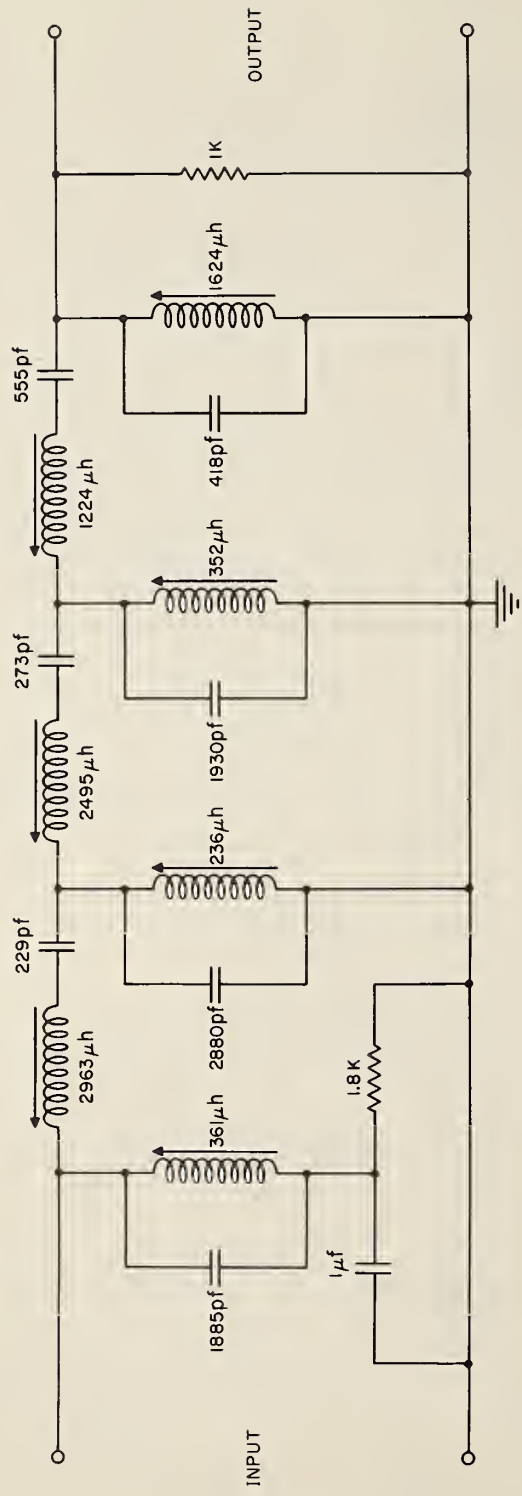 INPUT
1885pf
361μh
1μf
1.8K
2963μh
229pf
2880pf
236μh
2495μh
273pf
1930pf
352μh
1224μh
555pf
418pf
1624μh
1K
OUTPUT